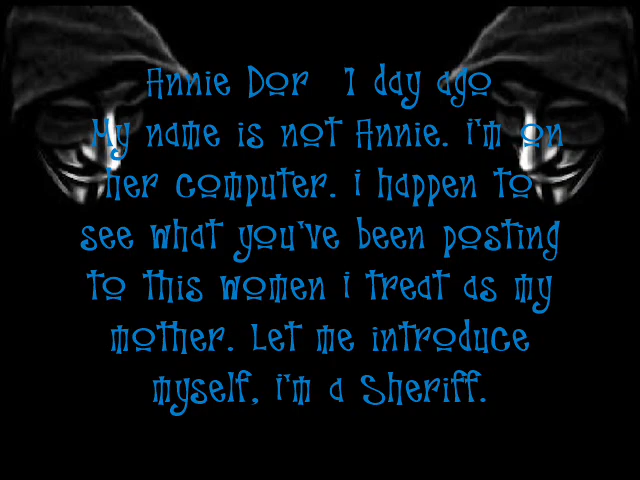 Annie Dor 1 day ago
My name is not Annie. i'm on
her computer. i happen to
see what you've been posting
to this women i treat as my
mother. Let me introduce
myself, i'm a Sheriff.